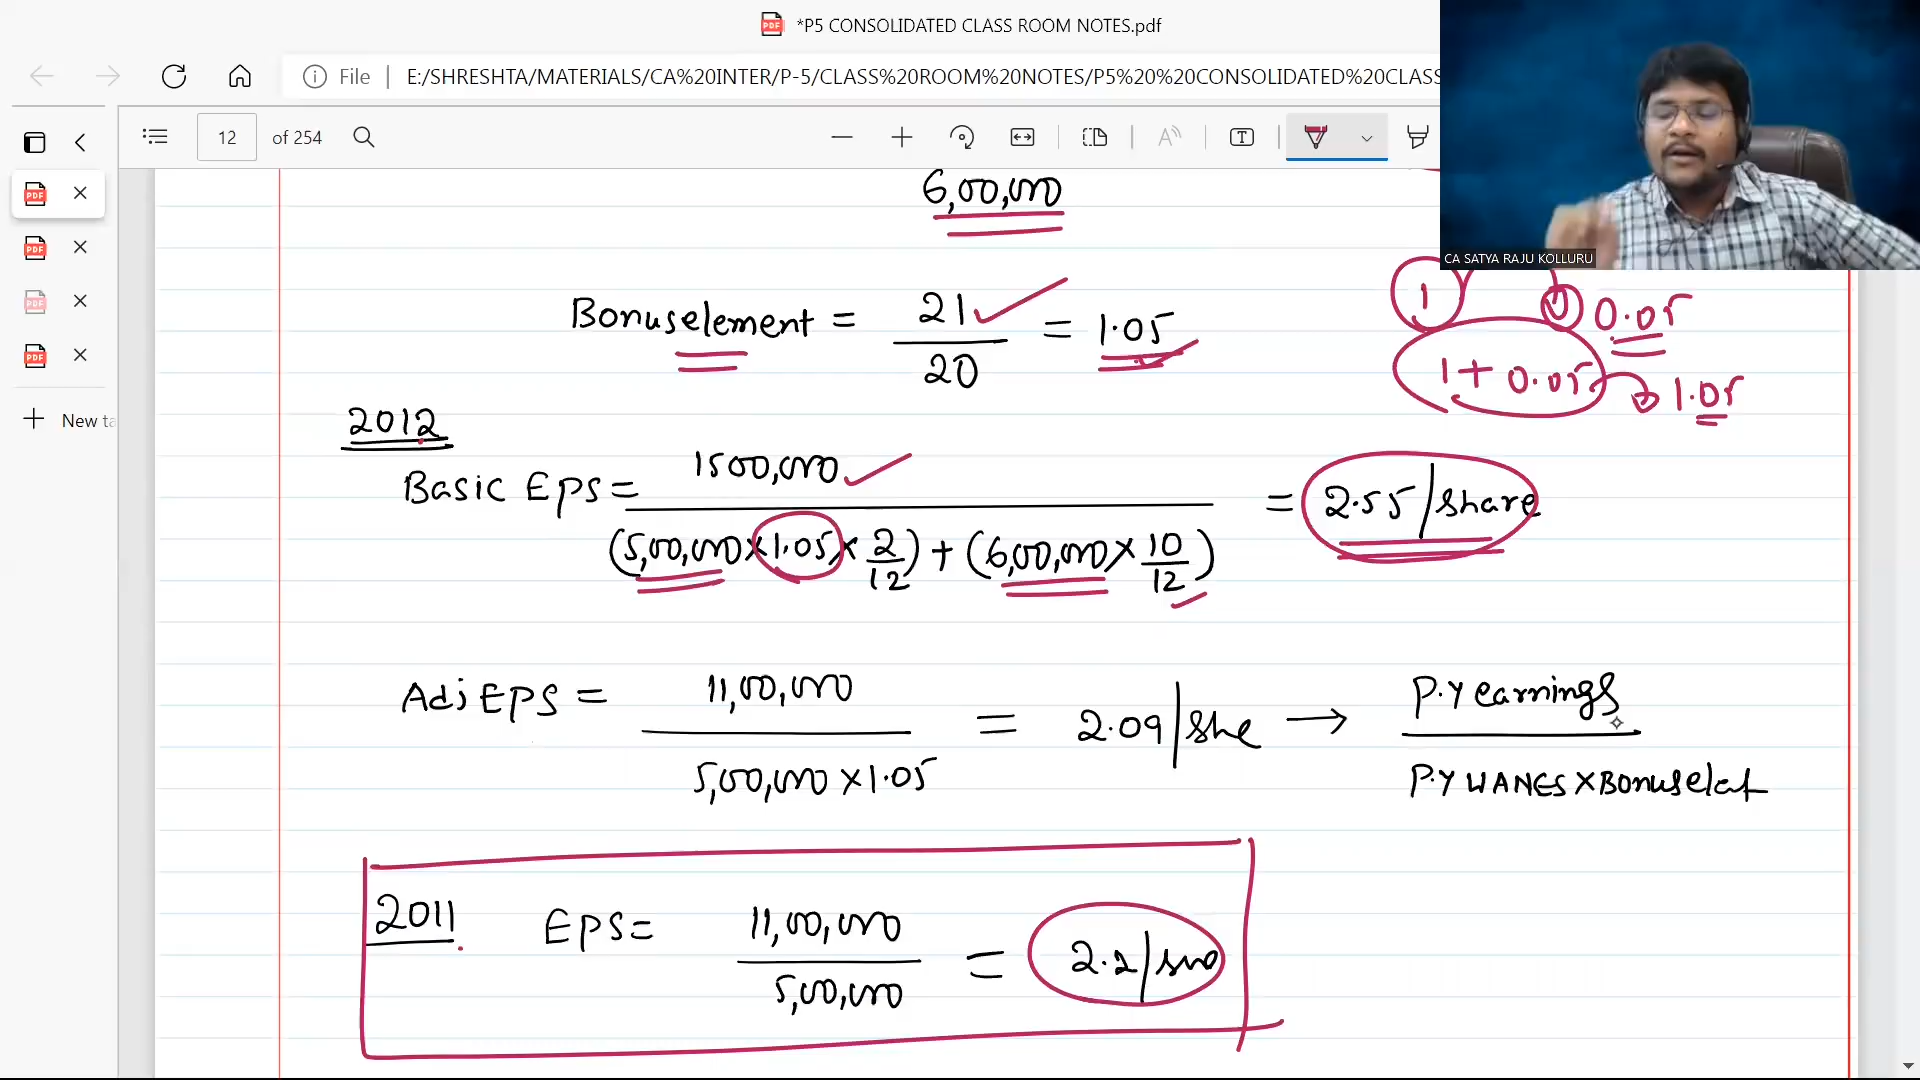 *P5 CONSOLIDATED CLASS ROOM NOTES.pdf
File E:/SHRESHTA/MATERIALS/CA%20INTER/P-5/CLASS%20ROOM%20NOTES/P5%20%20CONSOLIDATED%20CLASS
12 of 254
New ta
CA SATYA RAJU KOLLURU
6,00,000
Bonuselement = 21/20 = 1.05
1 0.05
1 + 0.05 1.05
2012
Basic EPS = 1500,000 / (5,00,000 × 1.05 × 2/12) + (6,00,000 × 10/12) = 2.55/share
Adj EPS = 11,00,000 / 5,00,000 × 1.05 = 2.09/she → P.Y earnings / P.Y WANES × Bonuselat
2011 EPS = 11,00,000 / 5,00,000 = 2.2/